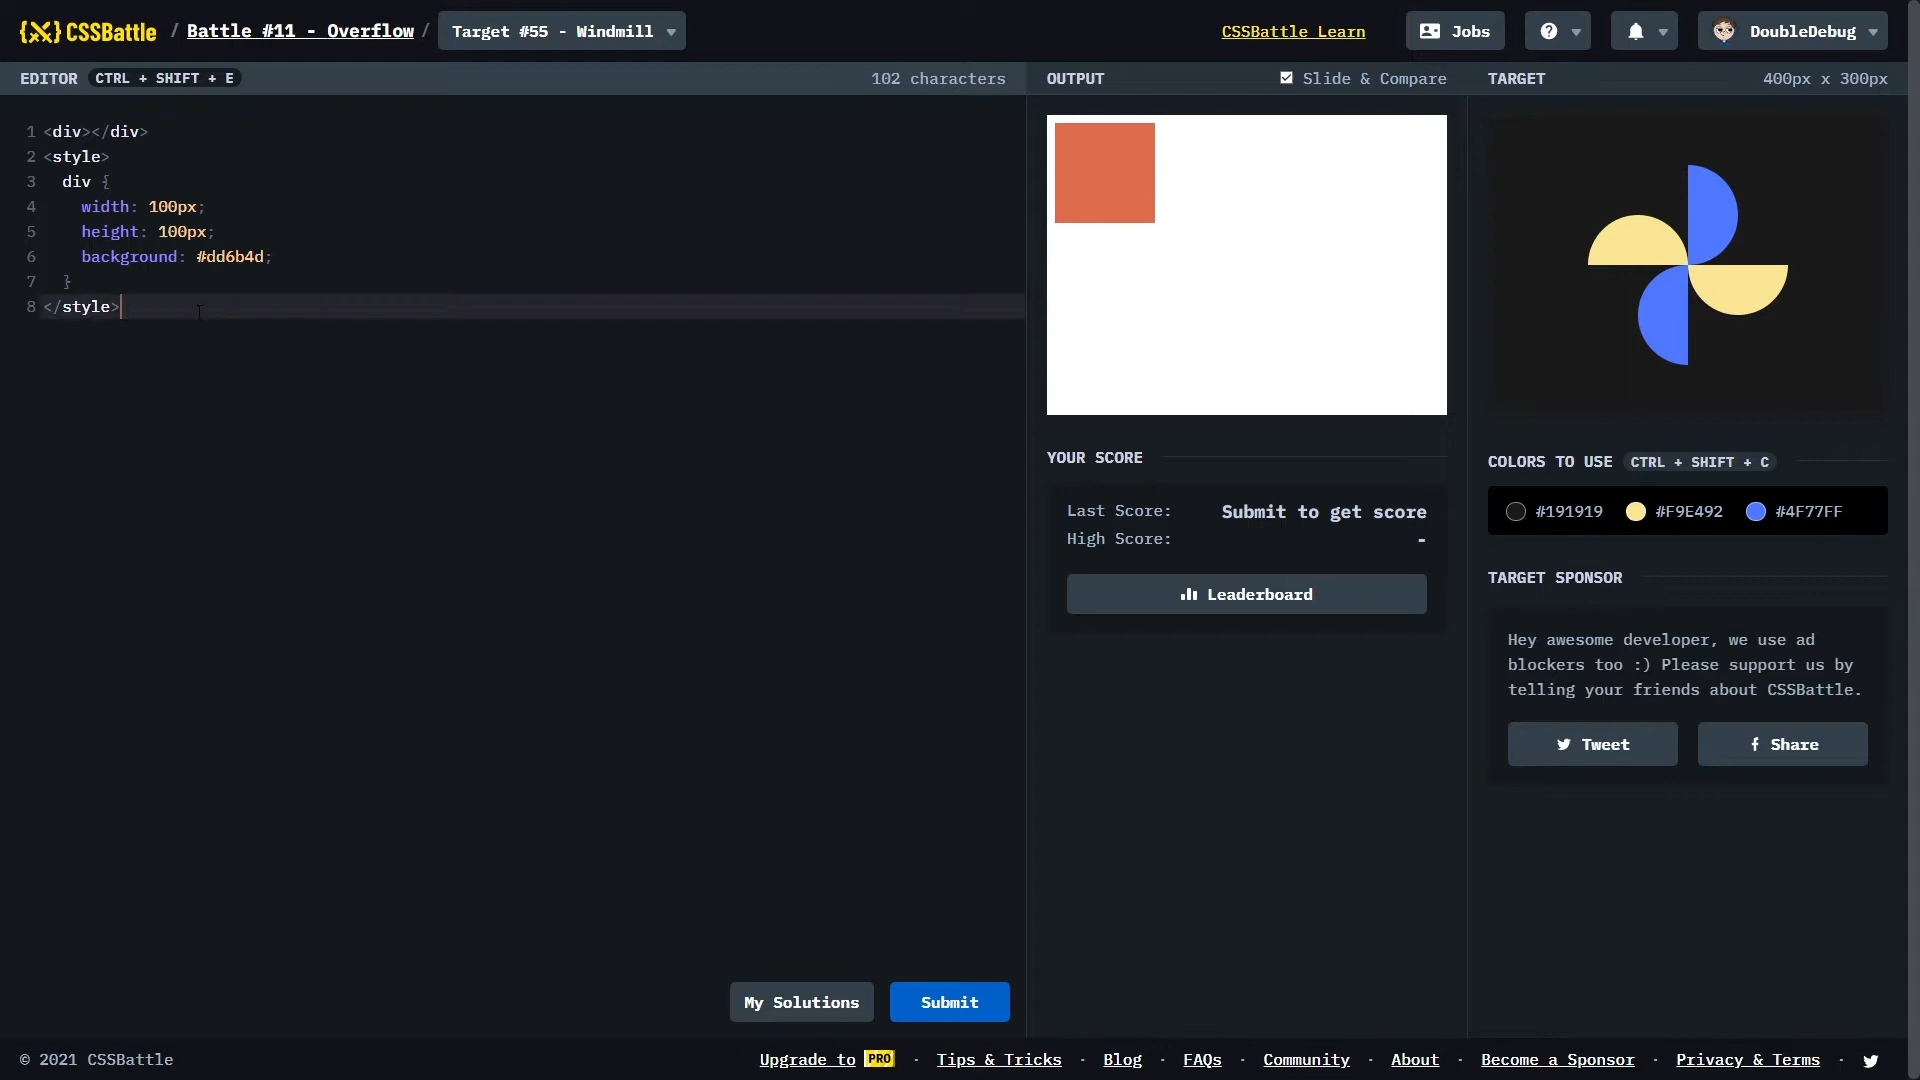 {X} CSSBattle / Battle #11 - Overflow / Target #55 - Windmill
CSSBattle Learn
Jobs
DoubleDebug
EDITOR CTRL + SHIFT + E
102 characters
1 <div></div>
2 <style>
3 div {
4 width: 100px;
5 height: 100px;
6 background: #dd6b4d;
7 }
8 </style>
My Solutions
Submit
OUTPUT
Slide & Compare
YOUR SCORE
Last Score: Submit to get score
High Score: -
Leaderboard
TARGET
400px x 300px
COLORS TO USE CTRL + SHIFT + C
#191919 #F9E492 #4F77FF
TARGET SPONSOR
Hey awesome developer, we use ad
blockers too :) Please support us by
telling your friends about CSSBattle.
Tweet
Share
© 2021 CSSBattle
Upgrade to PRO · Tips & Tricks · Blog · FAQs · Community · About · Become a Sponsor · Privacy & Terms ·